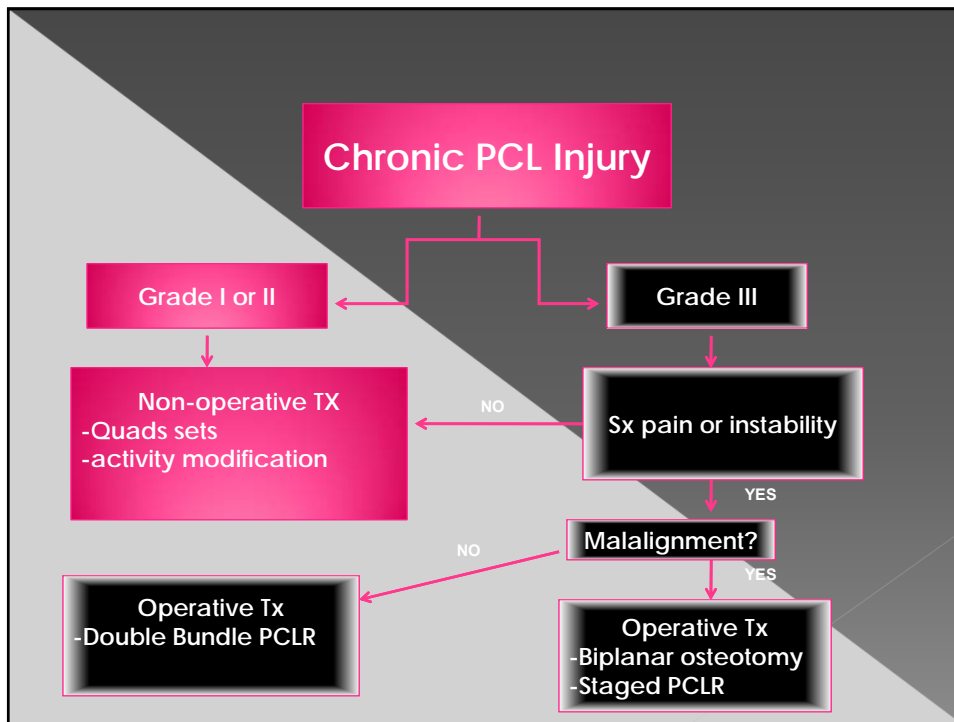 Chronic PCL Injury
Grade I or II
Grade III
Non-operative TX
-Quads sets
-activity modification
NO
Sx pain or instability
YES
Malalignment?
NO
YES
Operative Tx
-Double Bundle PCLR
Operative Tx
-Biplanar osteotomy
-Staged PCLR